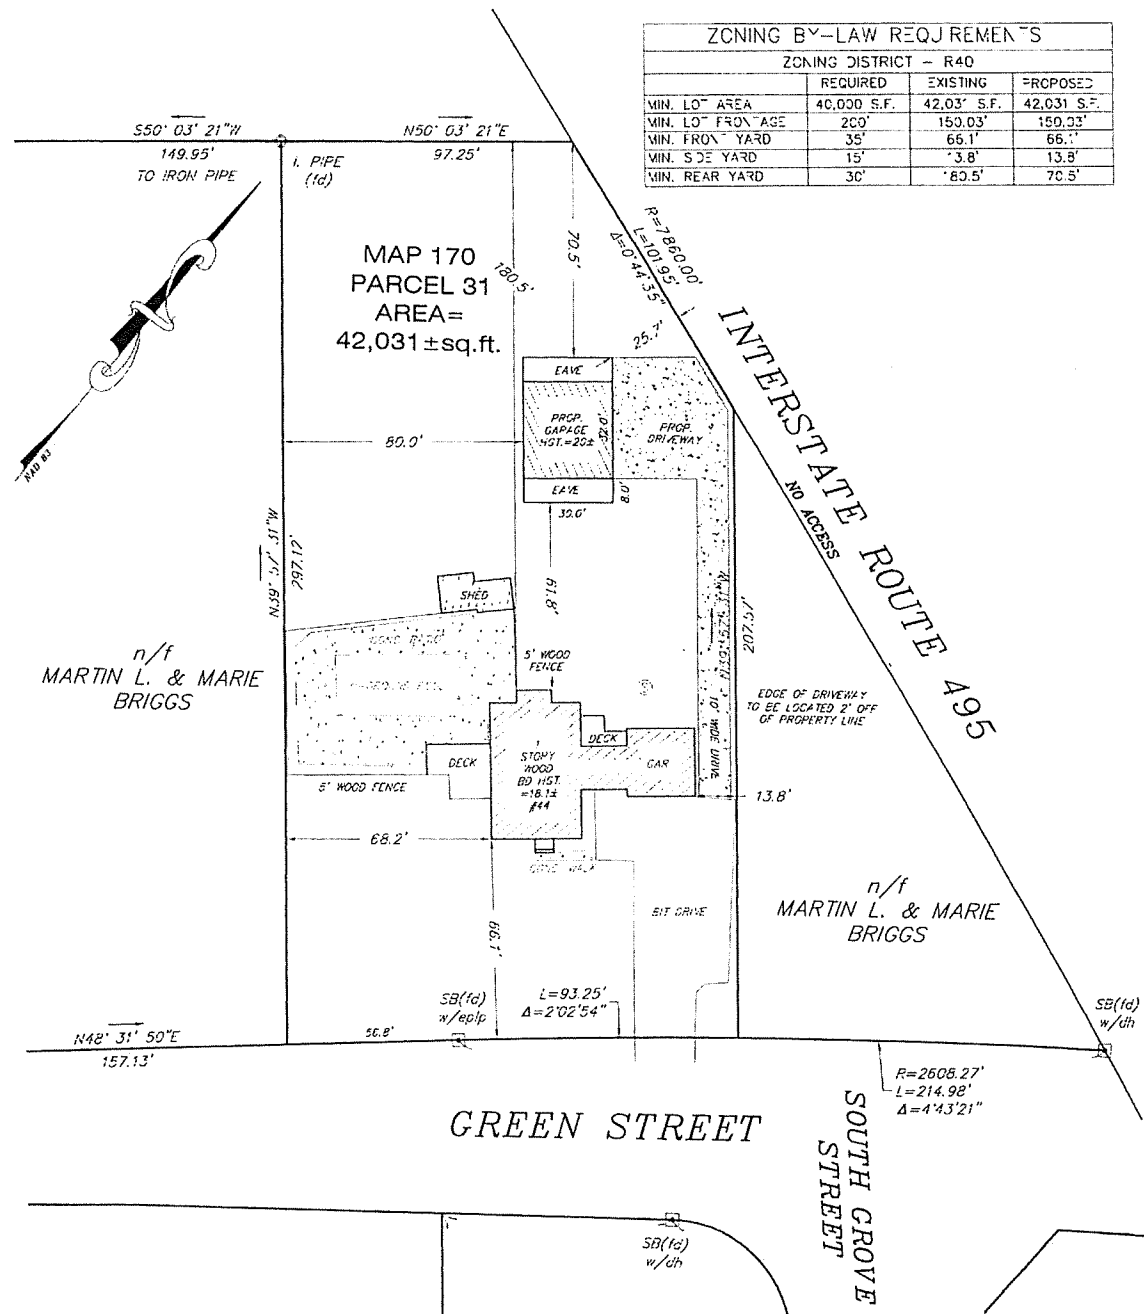 ZONING BY-LAW REQUIREMENTS
ZONING DISTRICT - R40
REQUIRED EXISTING PROPOSED
MIN. LOT AREA 40,000 S.F. 42,031 S.F. 42,031 S.F.
MIN. LOT FRONTAGE 200' 150.03' 150.03'
MIN. FRONT YARD 35' 66.1' 66.1'
MIN. SIDE YARD 15' 13.8' 13.8'
MIN. REAR YARD 30' 180.5' 70.5'
S50° 03' 21"W
149.95'
TO IRON PIPE
I. PIPE
(fd)
N50° 03' 21"E
97.25'
NAD 83
MAP 170
PARCEL 31
AREA=
42,031±sq.ft.
180.5'
70.5'
R=7860.00'
L=101.95'
Δ=0°44'35"
25.7'
INTERSTATE ROUTE 495
NO ACCESS
EAVE
PROP.
GARAGE
HGT.=20±
32.0'
PROP.
DRIVEWAY
EAVE
8.0'
30.0'
80.0'
61.8'
N39° 57' 31"W
297.12'
SHED
5' WOOD
FENCE
N39°57'31"W
207.57'
10' WIDE DRIVE
EDGE OF DRIVEWAY
TO BE LOCATED 2' OFF
OF PROPERTY LINE
n/f
MARTIN L. & MARIE
BRIGGS
CONC
DECK
1
STORY
WOOD
BD HGT.
=18.1±
#44
DECK
GAR
5' WOOD FENCE
13.8'
68.2'
CONC WALK
66.1'
BIT DRIVE
n/f
MARTIN L. & MARIE
BRIGGS
SB(fd)
w/eplp
L=93.25'
Δ=2°02'54"
SB(fd)
w/dh
N48° 31' 50"E
157.13'
56.8'
R=2608.27'
L=214.98'
Δ=4°43'21"
GREEN STREET
SOUTH GROVE
STREET
SB(fd)
w/dh